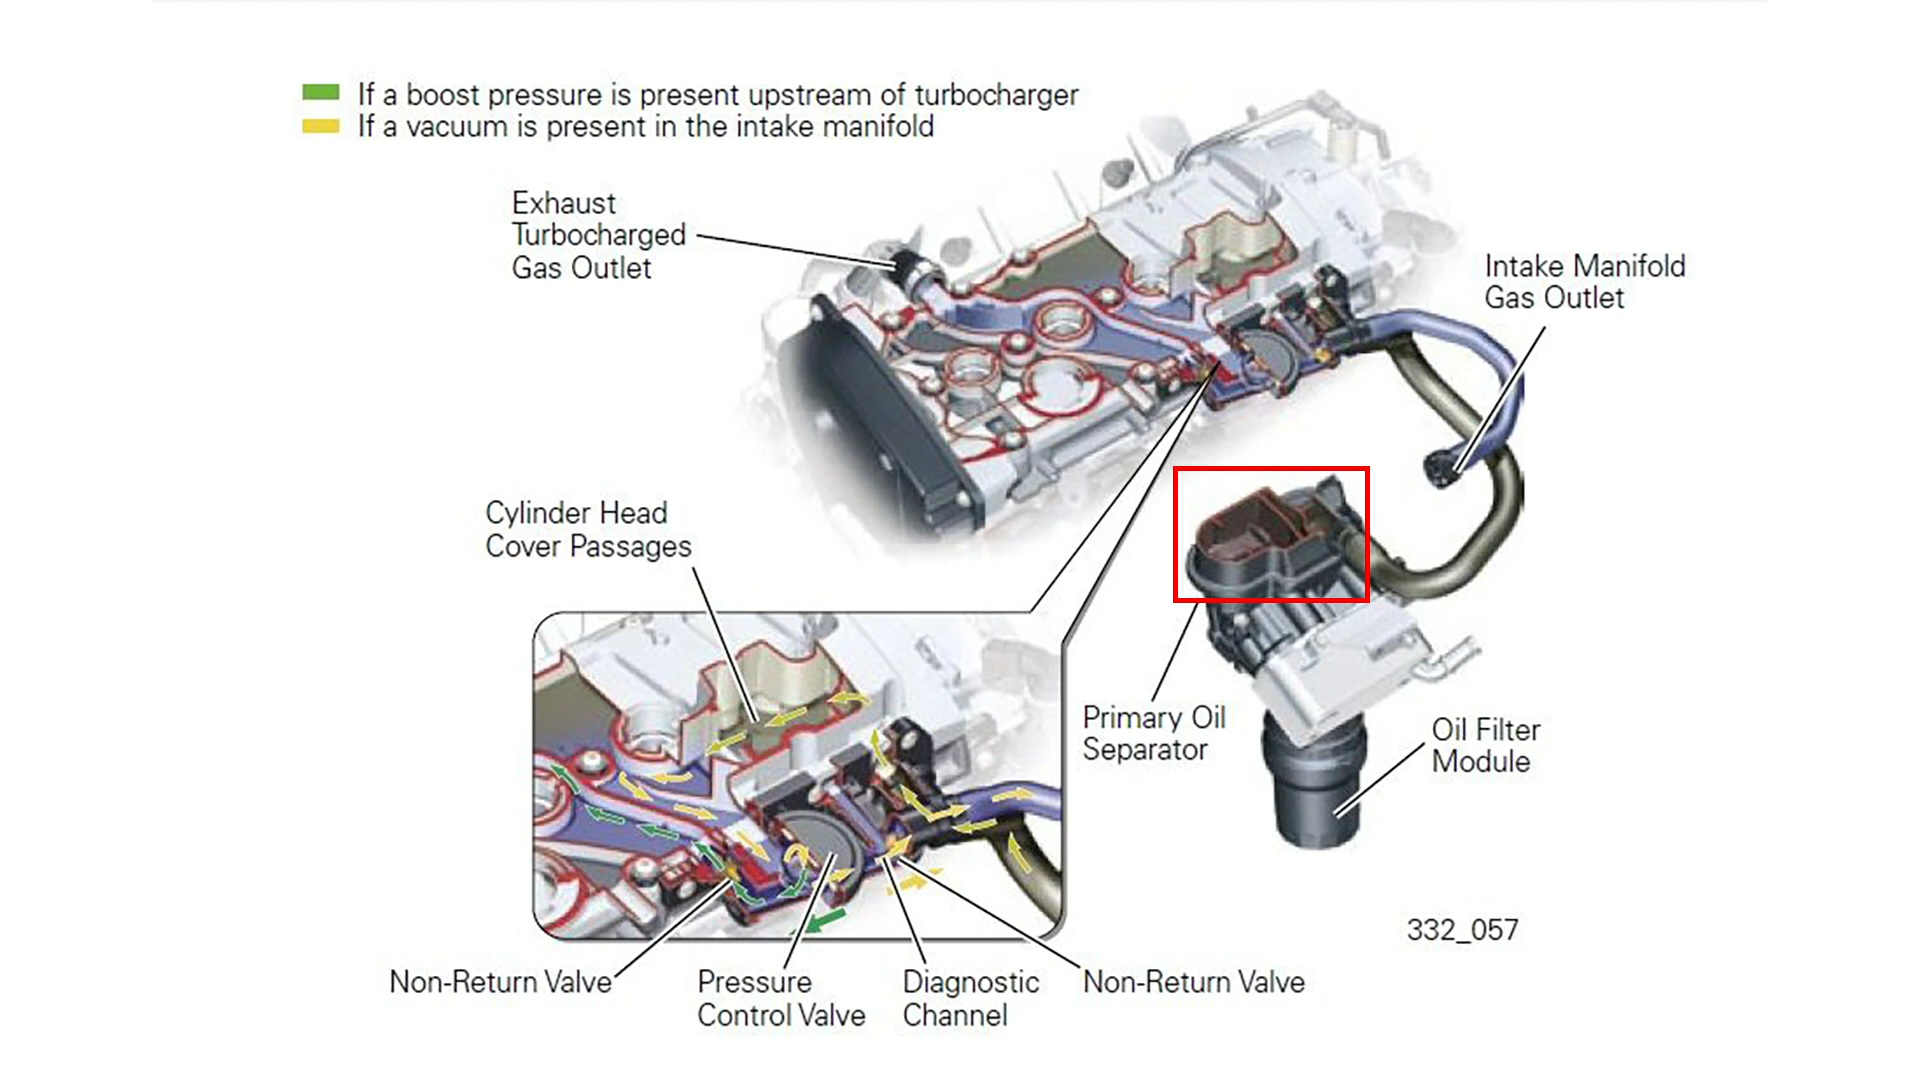 If a boost pressure is present upstream of turbocharger
If a vacuum is present in the intake manifold
Exhaust
Turbocharged
Gas Outlet
Intake Manifold
Gas Outlet
Cylinder Head
Cover Passages
Primary Oil
Separator
Oil Filter
Module
332_057
Non-Return Valve
Pressure
Control Valve
Diagnostic
Channel
Non-Return Valve